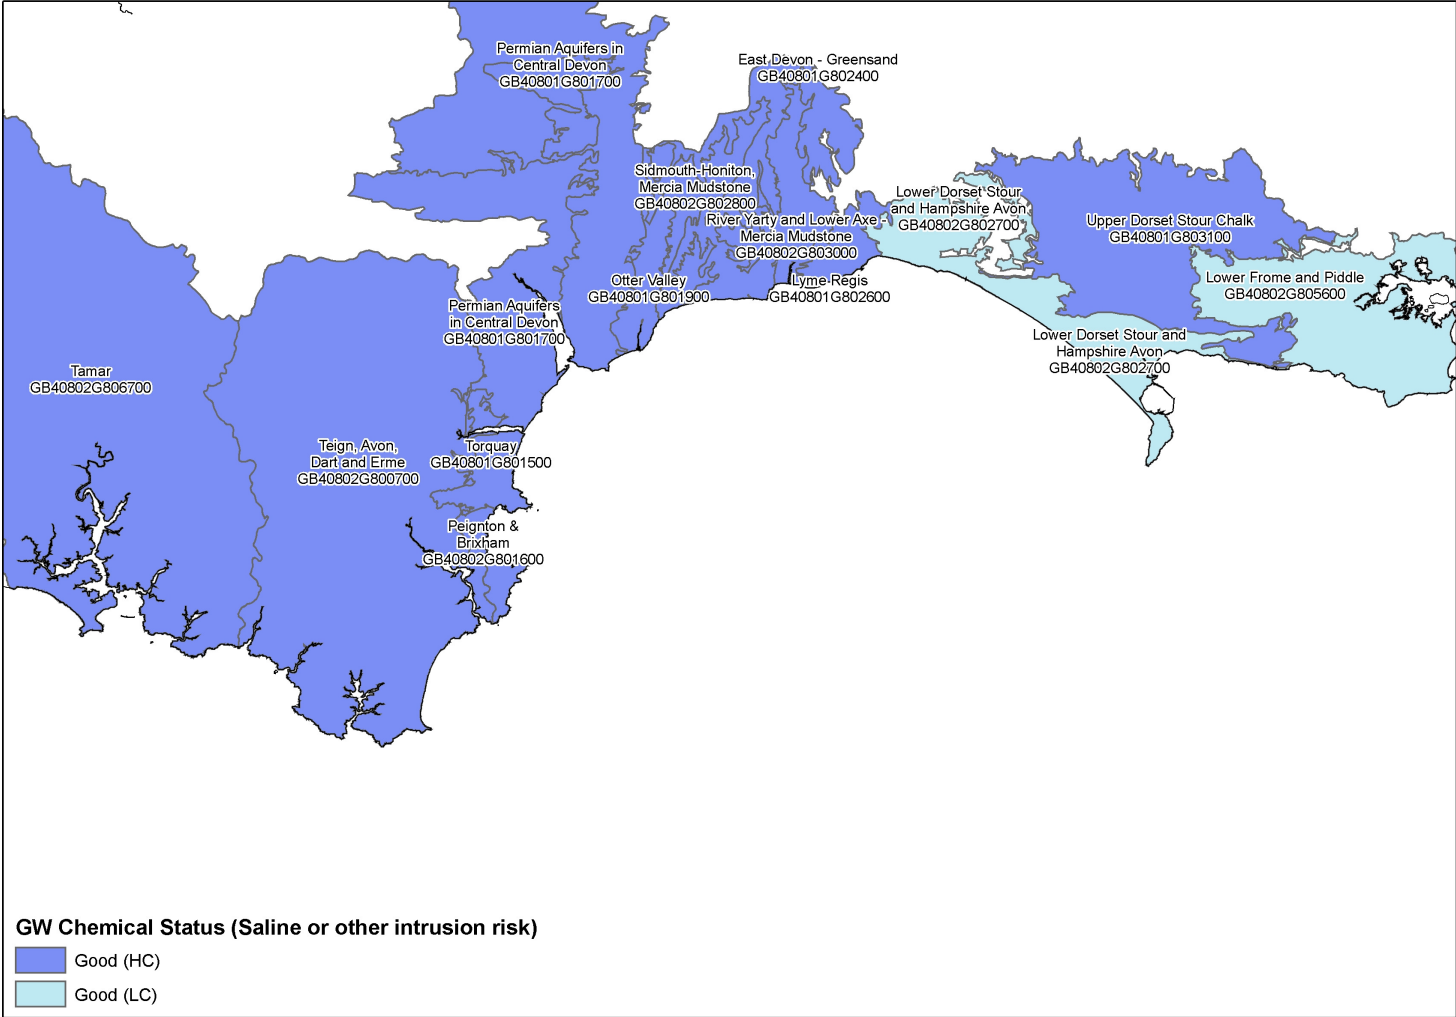 Permian Aquifers in
Central Devon
GB40801G801700
East Devon - Greensand
GB40801G802400
Sidmouth-Honiton,
Mercia Mudstone
GB40802G802800
Lower Dorset Stour
and Hampshire Avon
GB40802G802700
River Yarty and Lower Axe -
Mercia Mudstone
GB40802G803000
Upper Dorset Stour Chalk
GB40801G803100
Otter Valley
GB40801G801900
Lyme Regis
GB40801G802600
Lower Frome and Piddle
GB40802G805600
Permian Aquifers
in Central Devon
GB40801G801700
Lower Dorset Stour and
Hampshire Avon
GB40802G802700
Tamar
GB40802G806700
Teign, Avon,
Dart and Erme
GB40802G800700
Torquay
GB40801G801500
Peignton &
Brixham
GB40802G801600
GW Chemical Status (Saline or other intrusion risk)
Good (HC)
Good (LC)